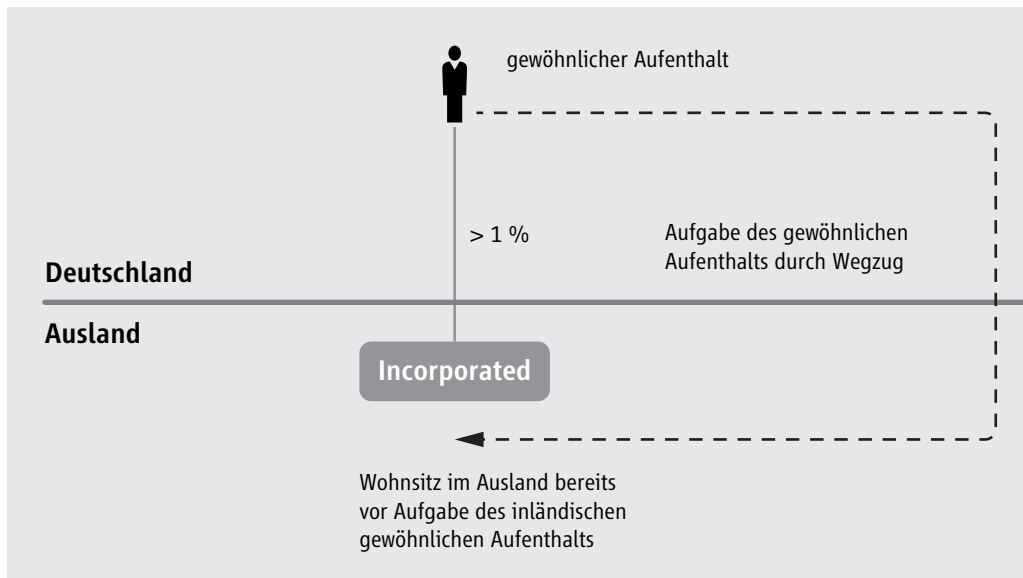 gewöhnlicher Aufenthalt
> 1 %
Aufgabe des gewöhnlichen
Aufenthalts durch Wegzug
Deutschland
Ausland
Incorporated
Wohnsitz im Ausland bereits
vor Aufgabe des inländischen
gewöhnlichen Aufenthalts